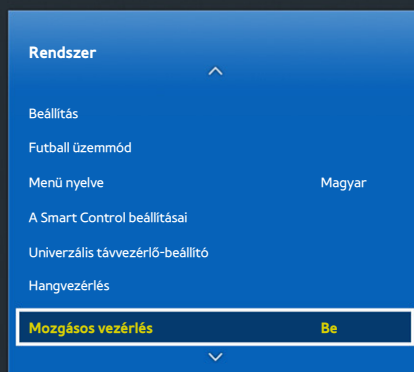 Rendszer
Beállítás
Futball üzemmód
Menü nyelve Magyar
A Smart Control beállításai
Univerzális távvezérlő-beállító
Hangvezérlés
Mozgásos vezérlés Be